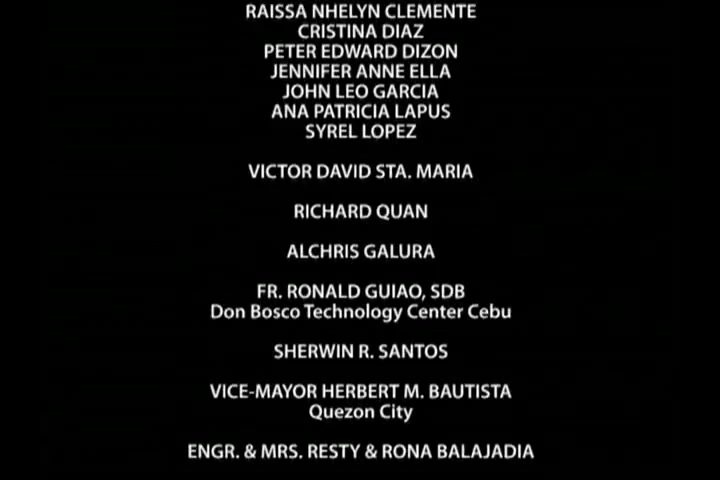 RAISSA NHELYN CLEMENTE
CRISTINA DIAZ
PETER EDWARD DIZON
JENNIFER ANNE ELLA
JOHN LEO GARCIA
ANA PATRICIA LAPUS
SYREL LOPEZ
VICTOR DAVID STA. MARIA
RICHARD QUAN
ALCHRIS GALURA
FR. RONALD GUIAO, SDB
Don Bosco Technology Center Cebu
SHERWIN R. SANTOS
VICE-MAYOR HERBERT M. BAUTISTA
Quezon City
ENGR. & MRS. RESTY & RONA BALAJADIA